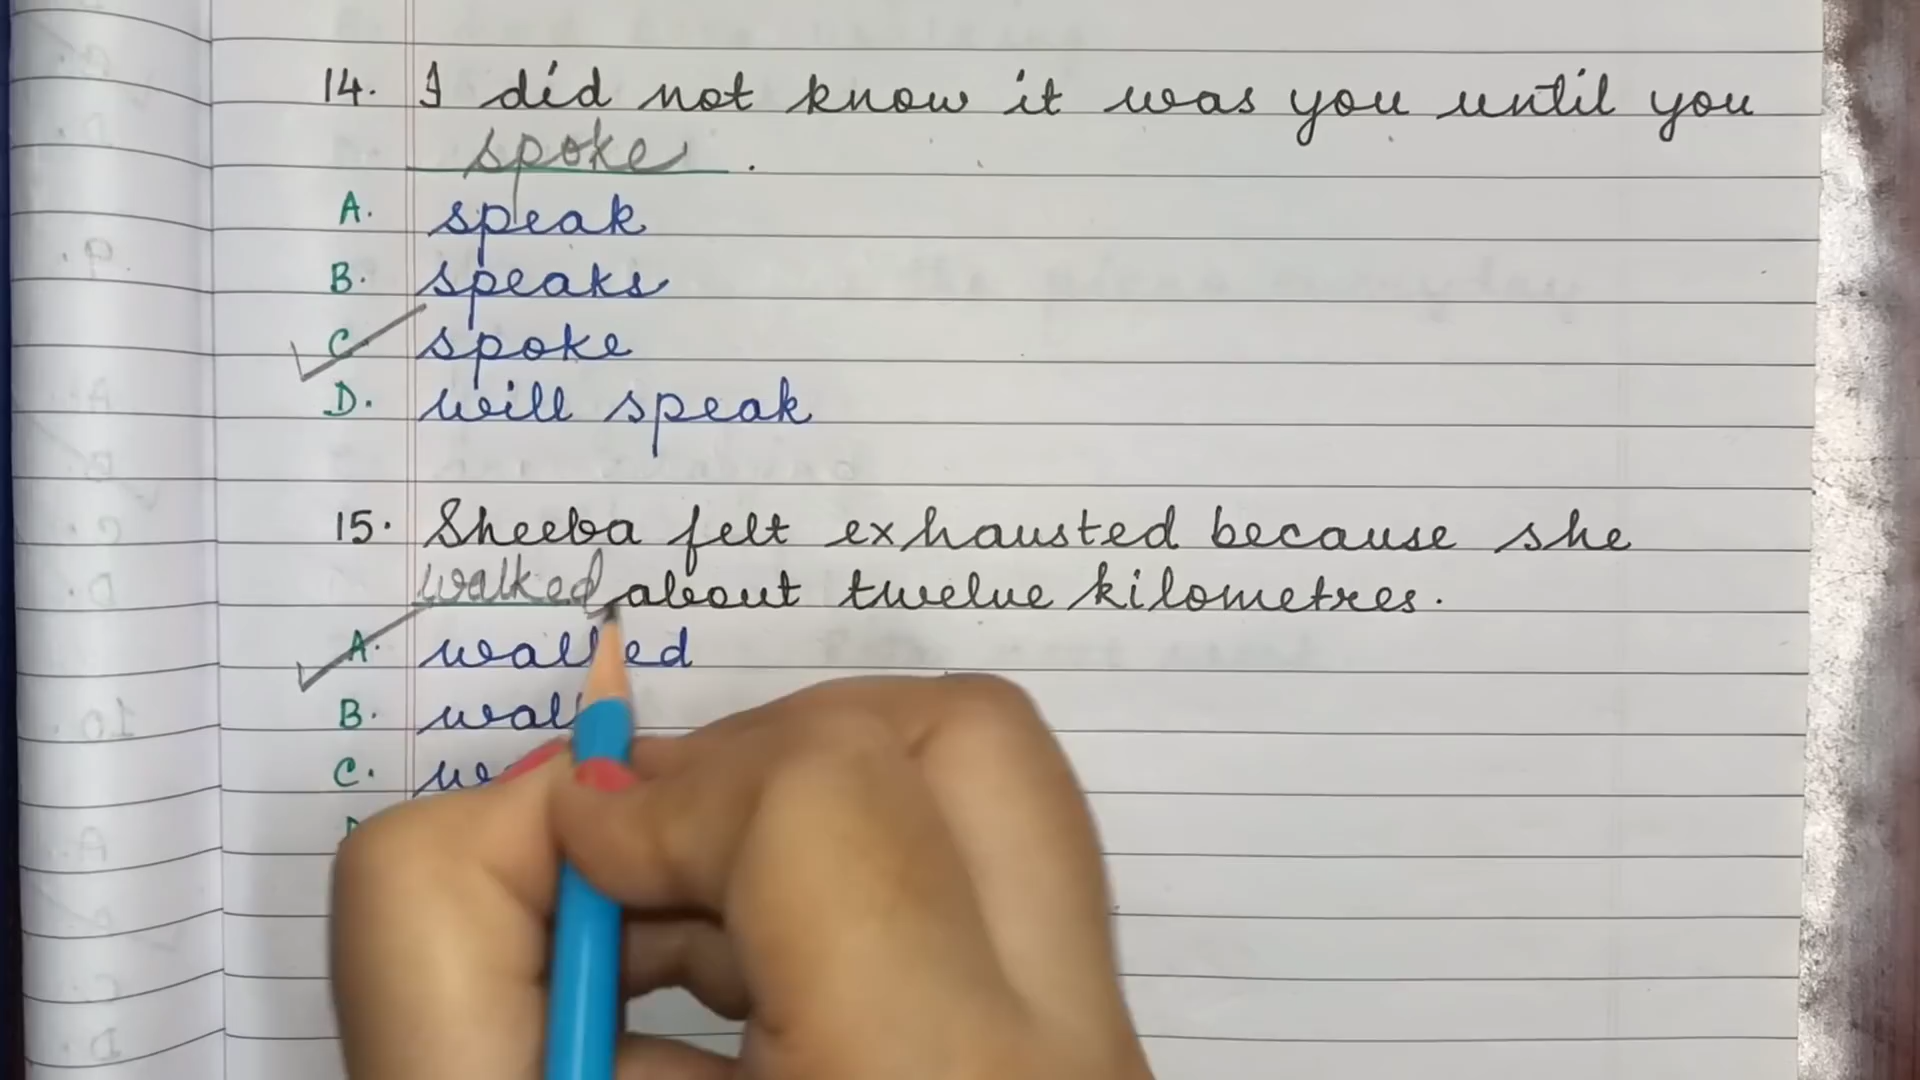 14. I did not know it was you until you
spoke .
A. speak
B. speaks
C. spoke
D. will speak
15. Sheeba felt exhausted because she
walked about twelve kilometres.
A. walked
B.
C.